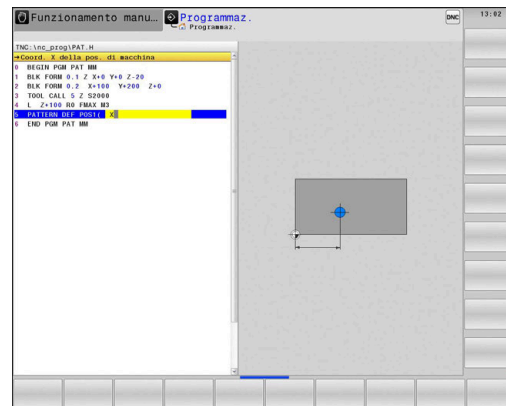 Funzionamento manu... Programmaz. DNC 13:02
Programmaz.
TNC:\nc_prog\PAT.H
→Coord. X della pos. di macchina
0 BEGIN PGM PAT MM
1 BLK FORM 0.1 Z X+0 Y+0 Z-20
2 BLK FORM 0.2 X+100 Y+200 Z+0
3 TOOL CALL 5 Z S2000
4 L Z+100 R0 FMAX M3
5 PATTERN DEF POS1( X
6 END PGM PAT MM